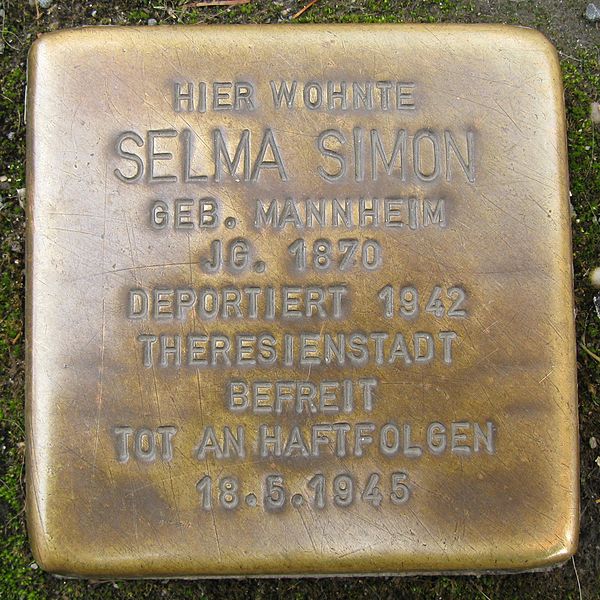 HIER WOHNTE
SELMA SIMON
GEB. MANNHEIM
JG. 1870
DEPORTIERT 1942
THERESIENSTADT
BEFREIT
TOT AN HAFTFOLGEN
18.5.1945